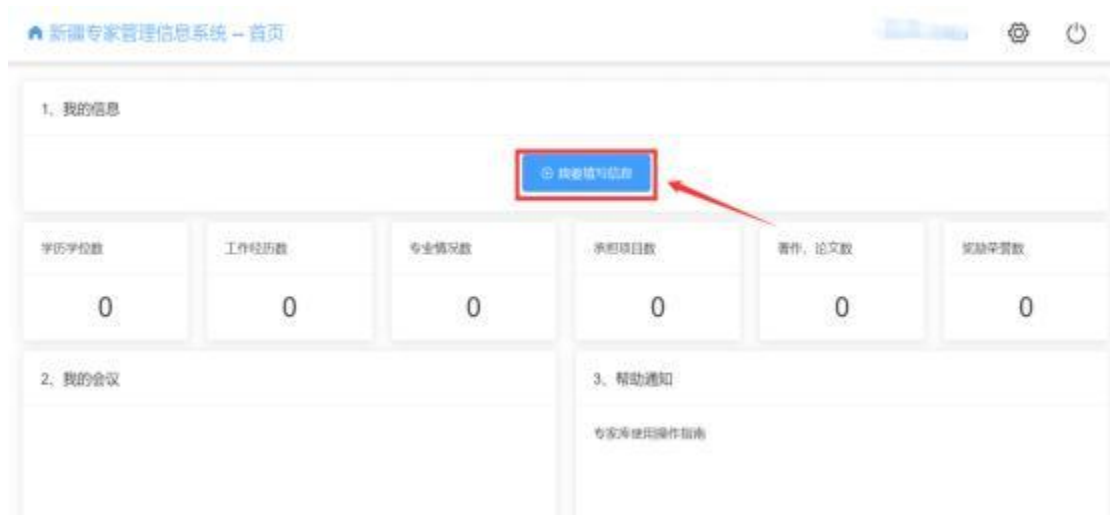 新疆专家管理信息系统 – 首页
1、我的信息
我要填写信息
学历学位数
工作经历数
专业情况数
承担项目数
著作、论文数
奖励荣誉数
0
0
0
0
0
0
2、我的会议
3、帮助通知
专家库使用操作指南